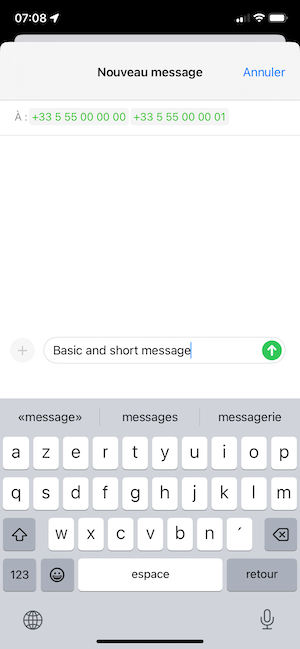 07:08
Nouveau message
Annuler
À : +33 5 55 00 00 00 +33 5 55 00 00 01
Basic and short message
«message» messages messagerie
a z e r t y u i o p
q s d f g h j k l m
w x c v b n ´
123 espace retour